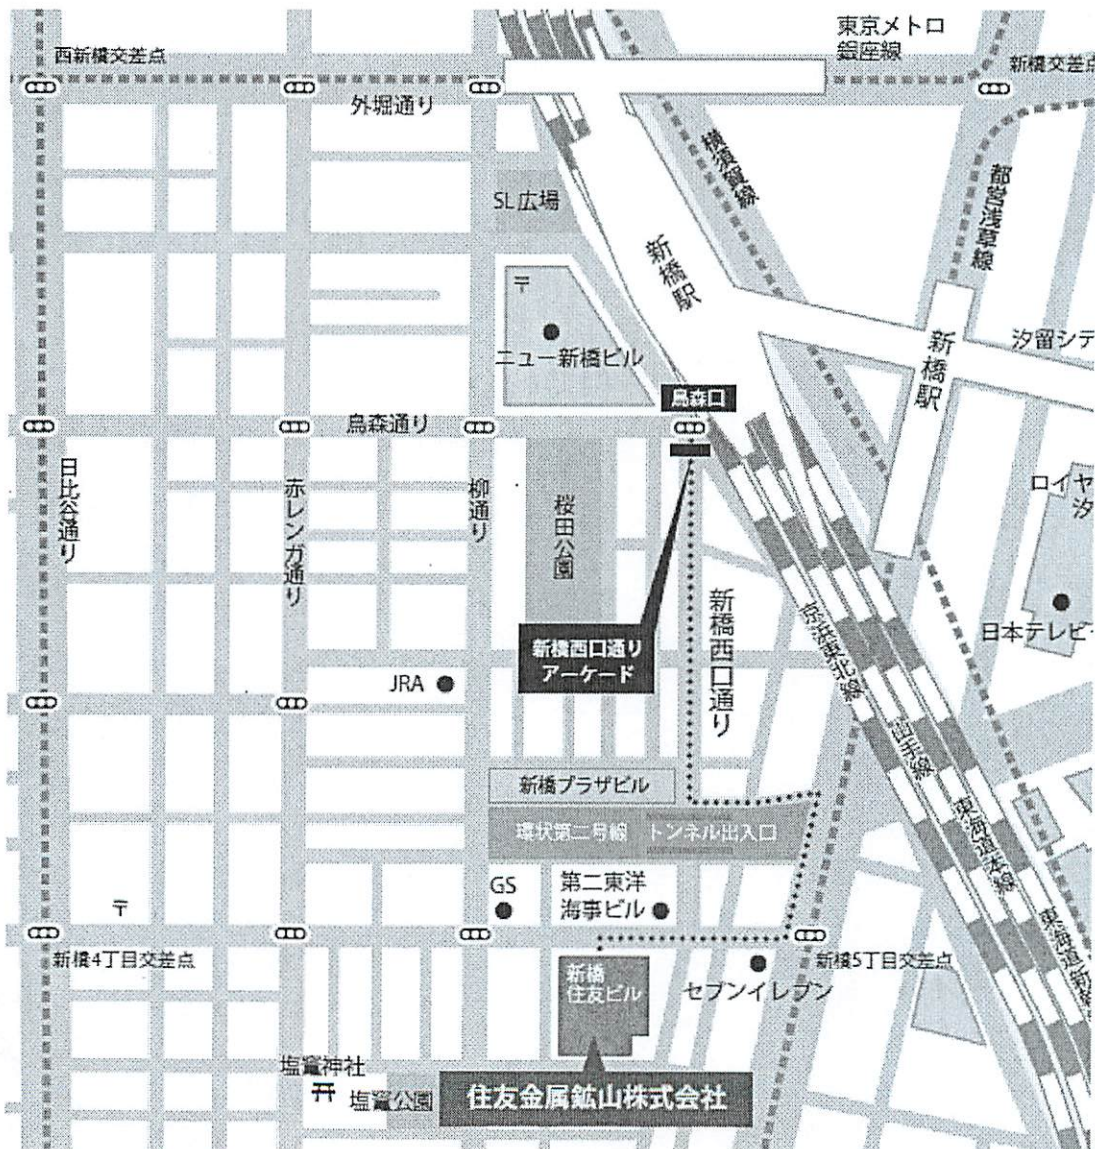 東京メトロ
銀座線
西新橋交差点
新橋交差点
外堀通り
横須賀線
都営浅草線
SL広場
新橋駅
〒
ニュー新橋ビル
新橋駅
汐留シテ
烏森口
烏森通り
日比谷通り
赤レンガ通り
柳通り
桜田公園
ロイヤ
汐
新橋西口通り
アーケード
新橋西口通り
京浜東北線
日本テレビ
JRA
山手線
新橋プラザビル
環状第二号線 トンネル出入口
東海道本線
GS
第二東洋
海事ビル
〒
東海道新幹
新橋4丁目交差点
新橋
住友ビル
セブンイレブン
新橋5丁目交差点
塩竈神社
塩竈公園
住友金属鉱山株式会社